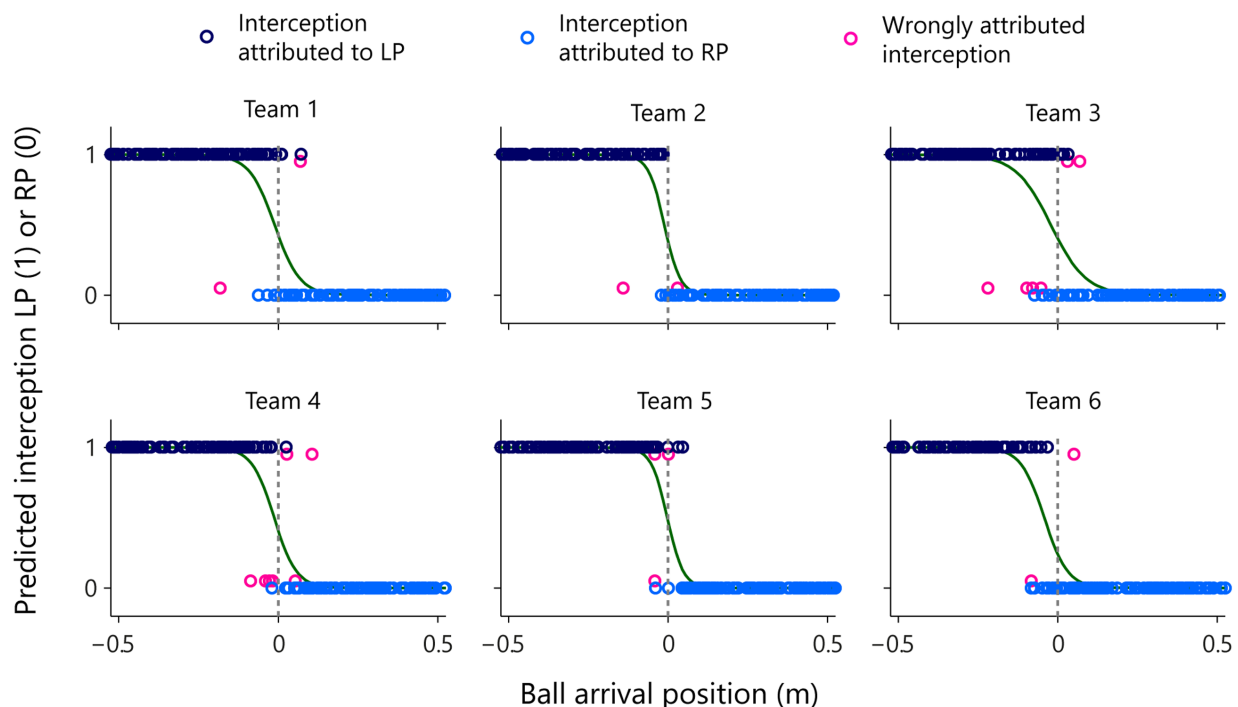 Interception
attributed to LP
Interception
attributed to RP
Wrongly attributed
interception
Predicted interception LP (1) or RP (0)
Team 1
Team 2
Team 3
1
0
Team 4
Team 5
Team 6
1
0
−0.5
0
0.5
−0.5
0
0.5
−0.5
0
0.5
Ball arrival position (m)